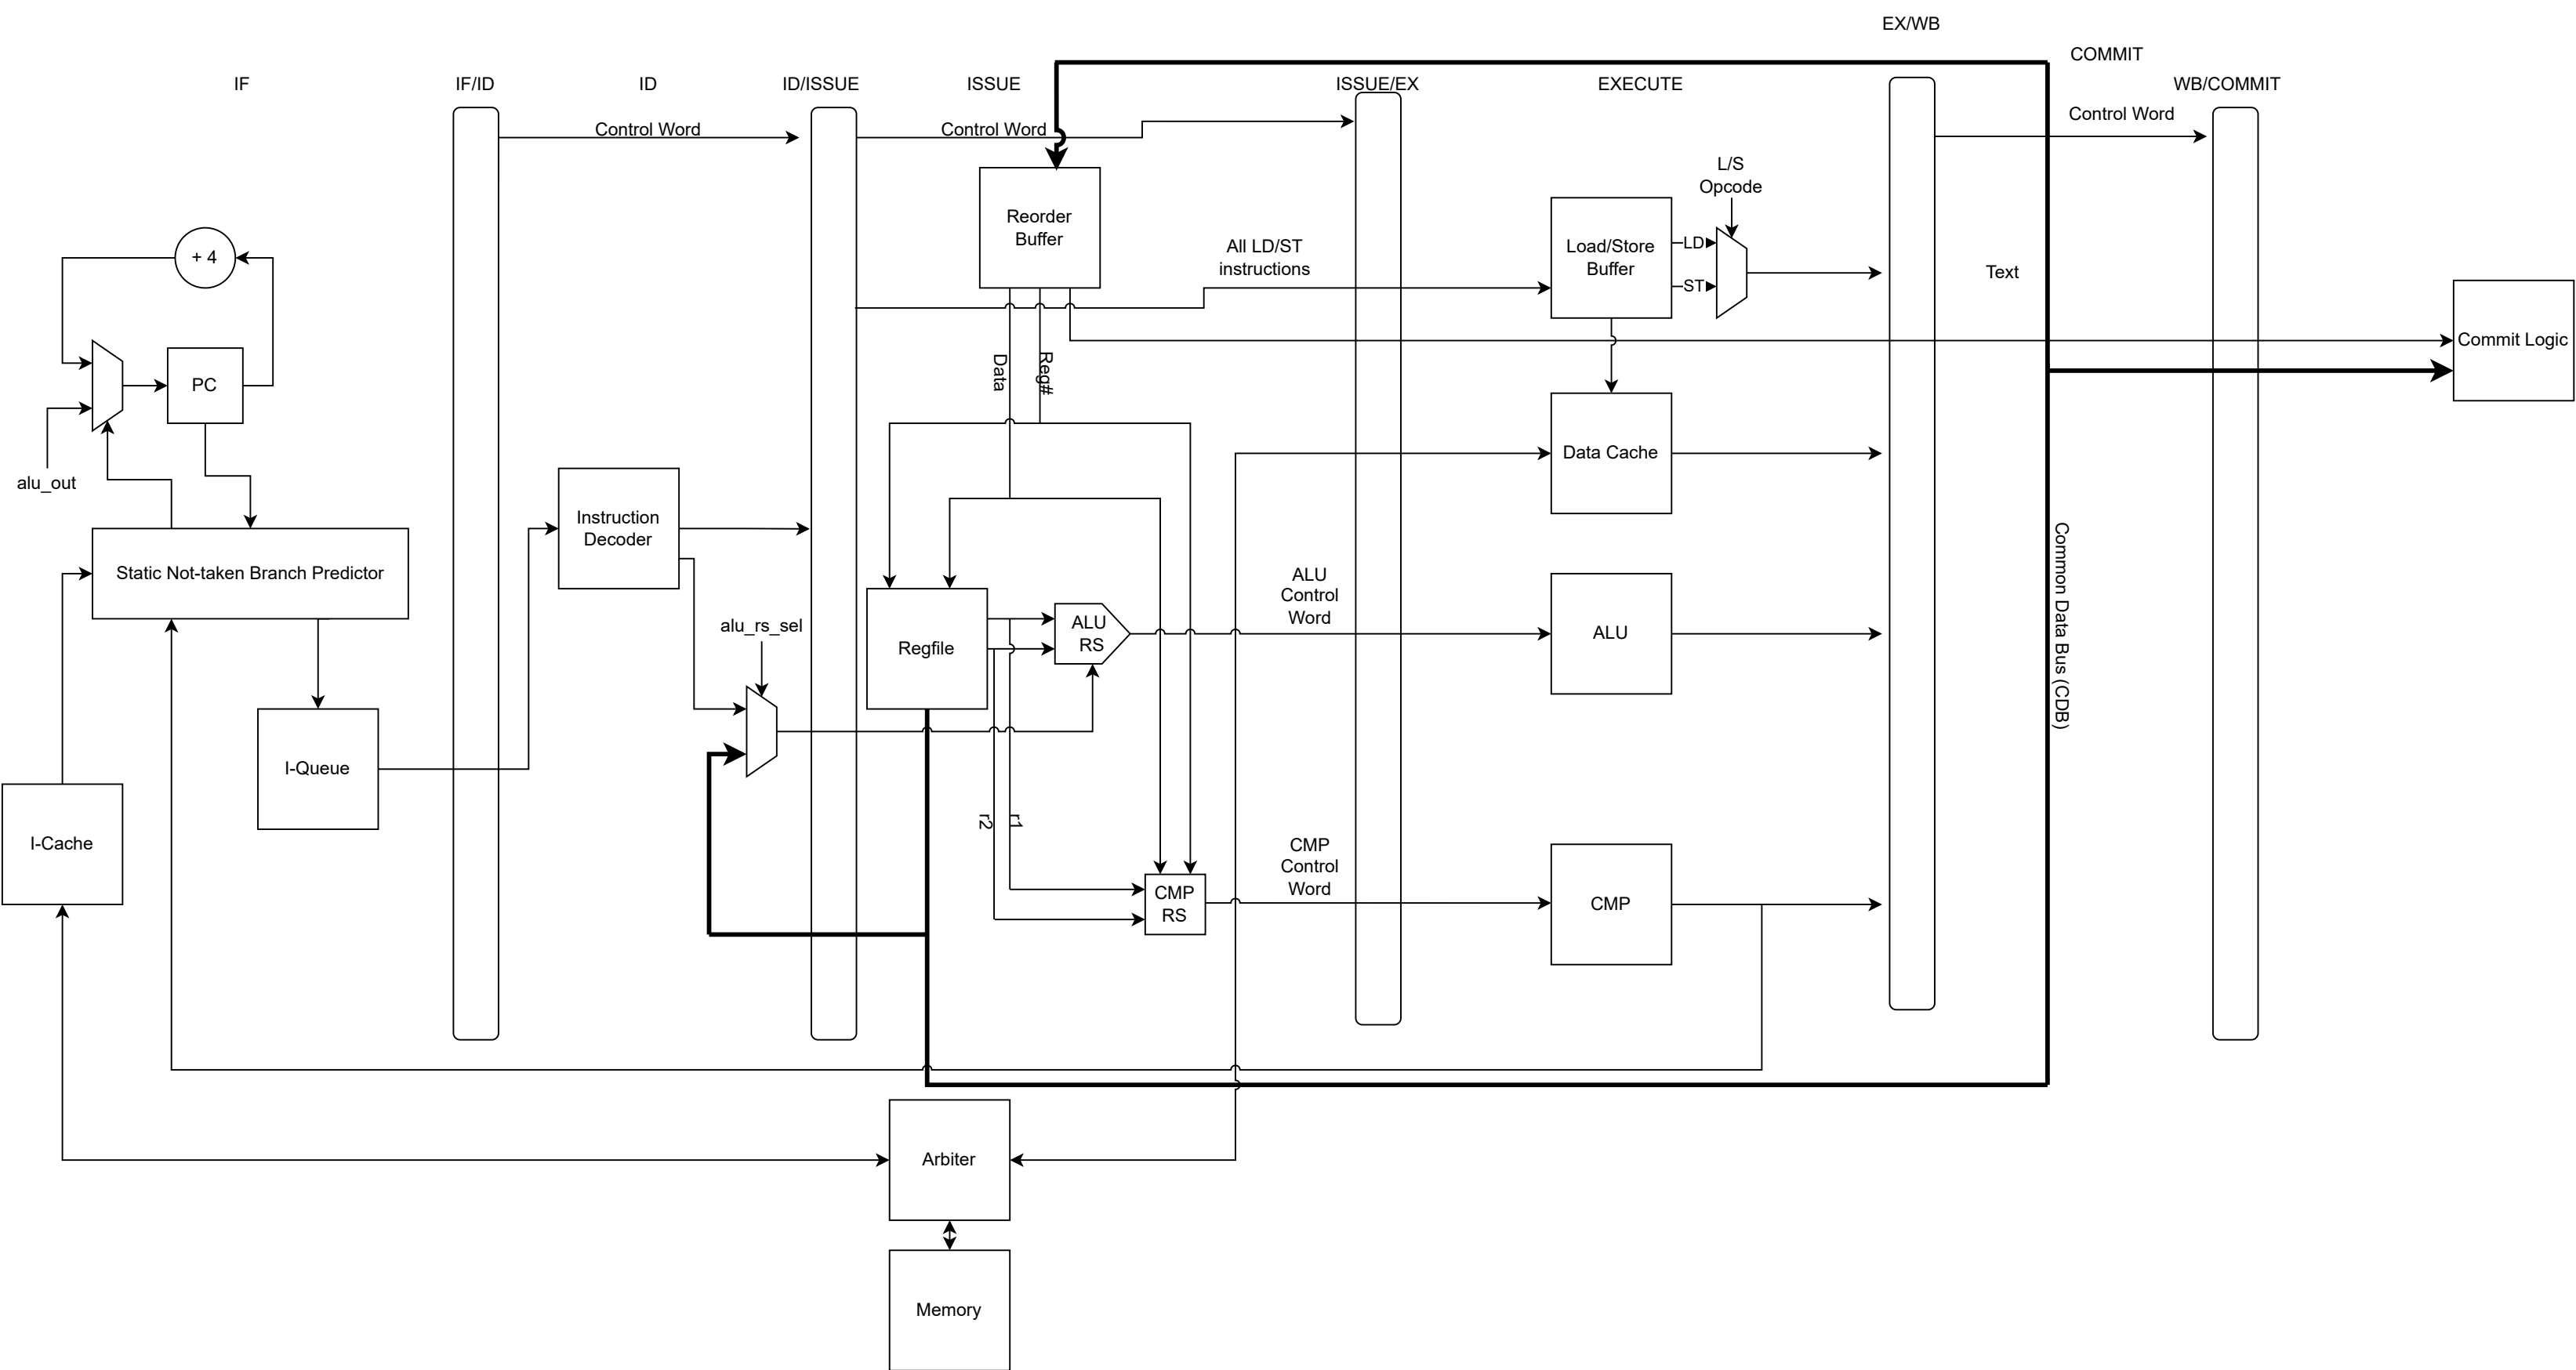 EX/WB
COMMIT
IF
IF/ID
ID
ID/ISSUE
ISSUE
ISSUE/EX
EXECUTE
WB/COMMIT
Control Word
Control Word
Control Word
L/S
Opcode
Reorder
Buffer
+ 4
All LD/ST
instructions
Load/Store
Buffer
LD
ST
Text
Commit Logic
PC
Data
Reg#
alu_out
Data Cache
Instruction
Decoder
Static Not-taken Branch Predictor
ALU
Control
Word
alu_rs_sel
Regfile
ALU
RS
ALU
Common Data Bus (CDB)
I-Queue
I-Cache
r2
r1
CMP
Control
Word
CMP
RS
CMP
Arbiter
Memory